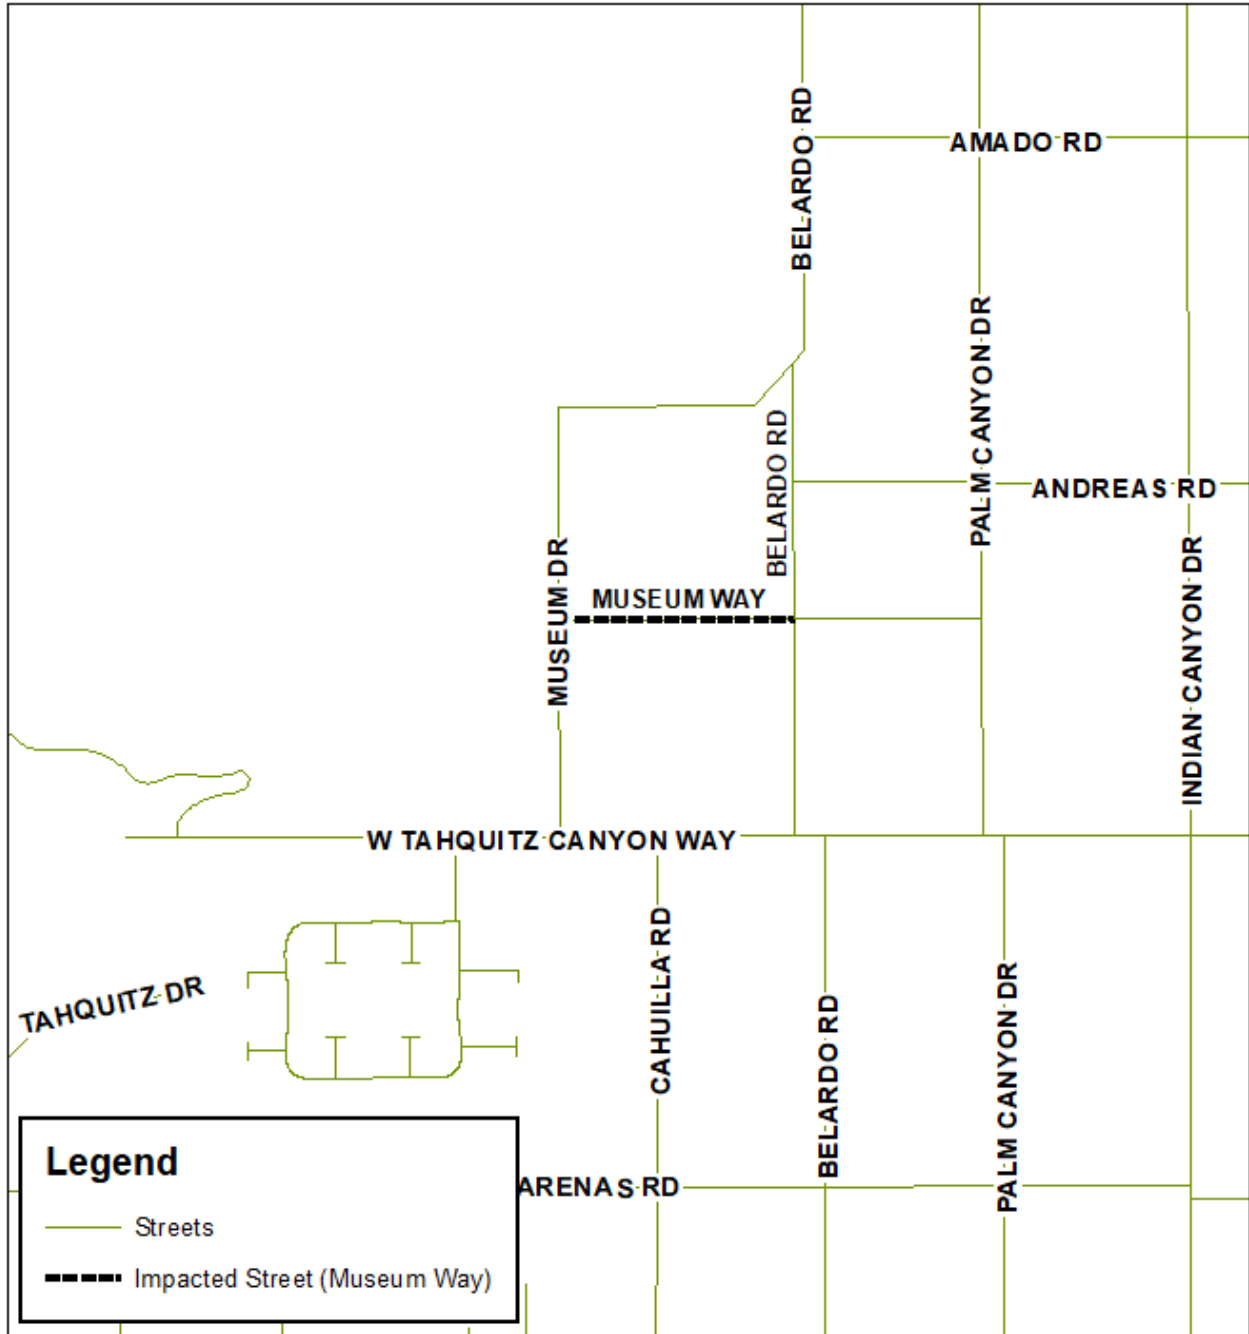 BELARDO RD
AMADO RD
PALM CANYON DR
BELARDO RD
ANDREAS RD
MUSEUM DR
MUSEUM WAY
INDIAN CANYON DR
W TAHQUITZ CANYON WAY
TAHQUITZ DR
CAHUILLA RD
BELARDO RD
PALM CANYON DR
ARENAS RD
Legend
Streets
Impacted Street (Museum Way)